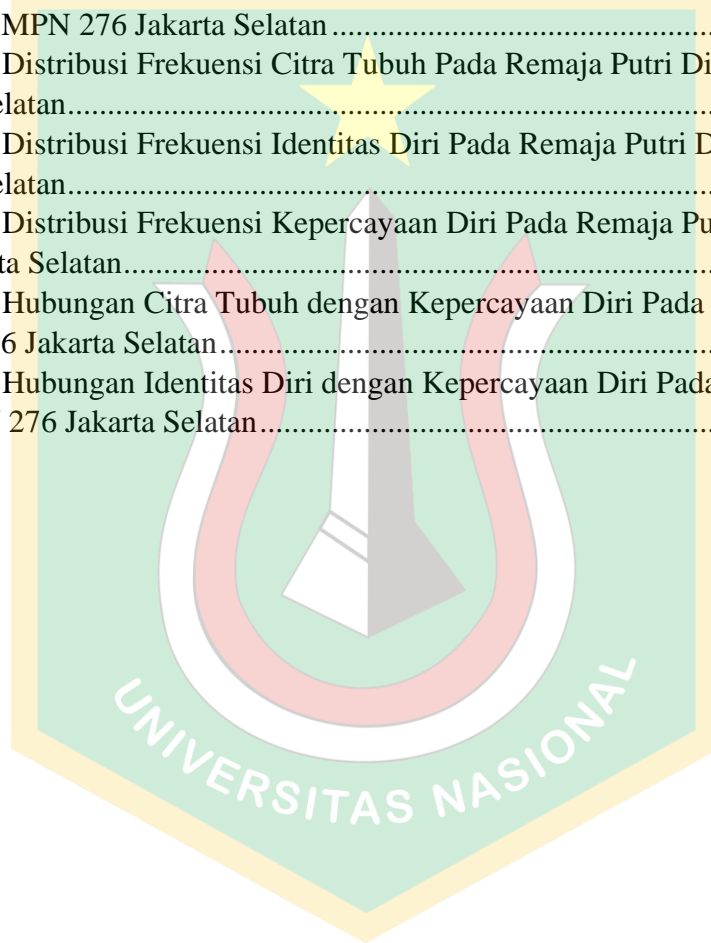 MPN 276 Jakarta Selatan........................................................
Distribusi Frekuensi Citra Tubuh Pada Remaja Putri Di
elatan.........................................................................................
Distribusi Frekuensi Identitas Diri Pada Remaja Putri D
elatan.........................................................................................
Distribusi Frekuensi Kepercayaan Diri Pada Remaja Pu
ta Selatan................................................................................
Hubungan Citra Tubuh dengan Kepercayaan Diri Pada
6 Jakarta Selatan...................................................................
Hubungan Identitas Diri dengan Kepercayaan Diri Pada
276 Jakarta Selatan.............................................................
UNIVERSITAS NASIONAL